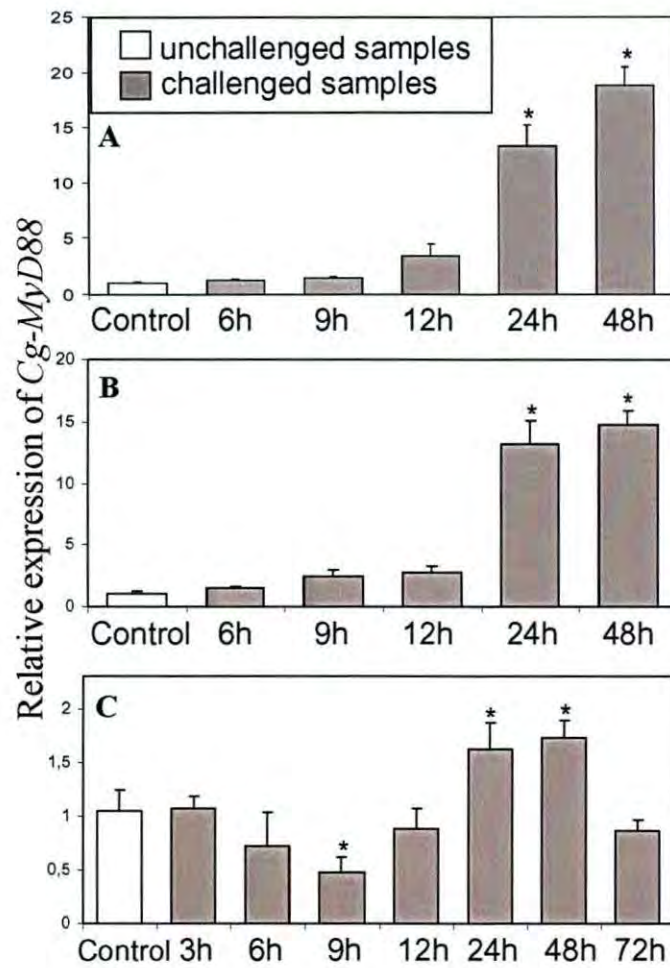 Relative expression of Cg-MyD88
unchallenged samples
challenged samples
A
25
20
15
10
5
0
* *
Control 6h 9h 12h 24h 48h
B
20
15
10
5
0
* *
Control 6h 9h 12h 24h 48h
C
2
1,5
1
0,5
0
* * *
Control 3h 6h 9h 12h 24h 48h 72h